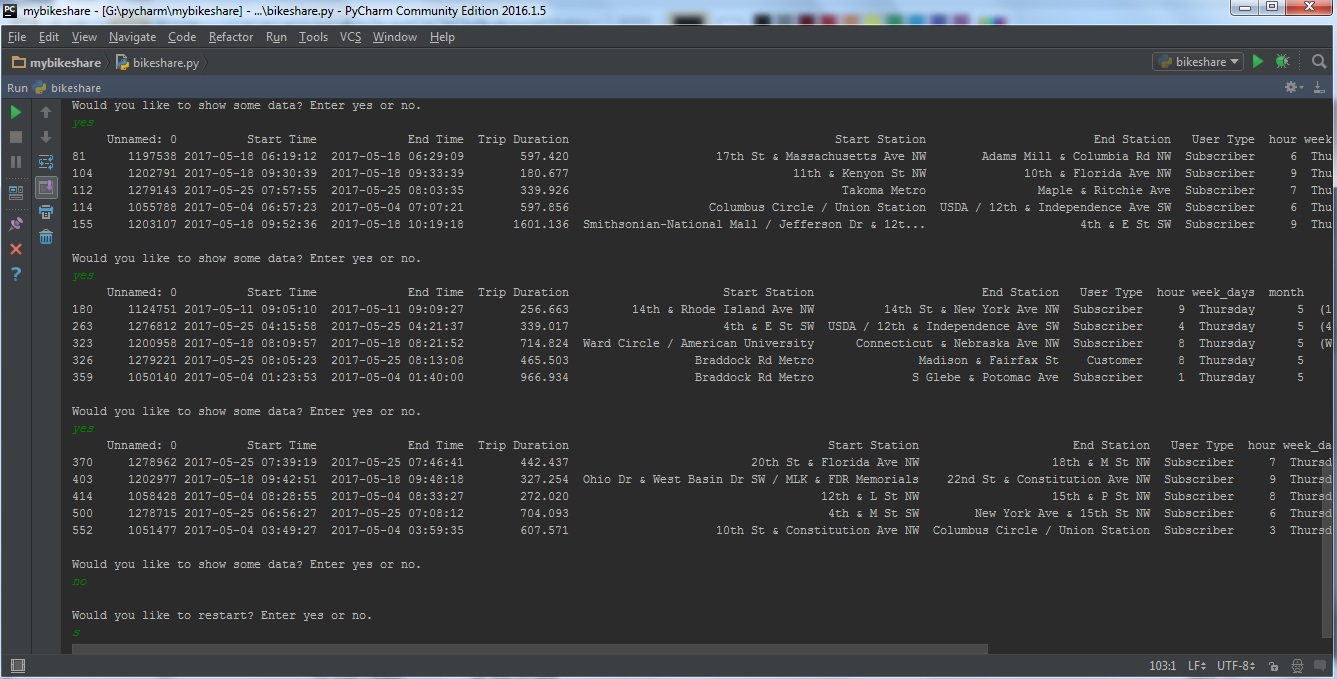 PC mybikeshare - [G:\pycharm\mybikeshare] - ...\bikeshare.py - PyCharm Community Edition 2016.1.5
File Edit View Navigate Code Refactor Run Tools VCS Window Help
mybikeshare bikeshare.py bikeshare
Run bikeshare
Would you like to show some data? Enter yes or no.
yes
Unnamed: 0 Start Time End Time Trip Duration Start Station End Station User Type hour week
81 1197538 2017-05-18 06:19:12 2017-05-18 06:29:09 597.420 17th St & Massachusetts Ave NW Adams Mill & Columbia Rd NW Subscriber 6 Thu
104 1202791 2017-05-18 09:30:39 2017-05-18 09:33:39 180.677 11th & Kenyon St NW 10th & Florida Ave NW Subscriber 9 Thu
112 1279143 2017-05-25 07:57:55 2017-05-25 08:03:35 339.926 Takoma Metro Maple & Ritchie Ave Subscriber 7 Thu
114 1055788 2017-05-04 06:57:23 2017-05-04 07:07:21 597.856 Columbus Circle / Union Station USDA / 12th & Independence Ave SW Subscriber 6 Thu
155 1203107 2017-05-18 09:52:36 2017-05-18 10:19:18 1601.136 Smithsonian-National Mall / Jefferson Dr & 12t... 4th & E St SW Subscriber 9 Thu
Would you like to show some data? Enter yes or no.
yes
Unnamed: 0 Start Time End Time Trip Duration Start Station End Station User Type hour week_days month
180 1124751 2017-05-11 09:05:10 2017-05-11 09:09:27 256.663 14th & Rhode Island Ave NW 14th St & New York Ave NW Subscriber 9 Thursday 5 (1
263 1276812 2017-05-25 04:15:58 2017-05-25 04:21:37 339.017 4th & E St SW USDA / 12th & Independence Ave SW Subscriber 4 Thursday 5 (4
323 1200958 2017-05-18 08:09:57 2017-05-18 08:21:52 714.824 Ward Circle / American University Connecticut & Nebraska Ave NW Subscriber 8 Thursday 5 (W
326 1279221 2017-05-25 08:05:23 2017-05-25 08:13:08 465.503 Braddock Rd Metro Madison & Fairfax St Customer 8 Thursday 5
359 1050140 2017-05-04 01:23:53 2017-05-04 01:40:00 966.934 Braddock Rd Metro S Glebe & Potomac Ave Subscriber 1 Thursday 5
Would you like to show some data? Enter yes or no.
yes
Unnamed: 0 Start Time End Time Trip Duration Start Station End Station User Type hour week_da
370 1278962 2017-05-25 07:39:19 2017-05-25 07:46:41 442.437 20th St & Florida Ave NW 18th & M St NW Subscriber 7 Thursd
403 1202977 2017-05-18 09:42:51 2017-05-18 09:48:18 327.254 Ohio Dr & West Basin Dr SW / MLK & FDR Memorials 22nd St & Constitution Ave NW Subscriber 9 Thursd
414 1058428 2017-05-04 08:28:55 2017-05-04 08:33:27 272.020 12th & L St NW 15th & P St NW Subscriber 8 Thursd
500 1278715 2017-05-25 06:56:27 2017-05-25 07:08:12 704.093 4th & M St SW New York Ave & 15th St NW Subscriber 6 Thursd
552 1051477 2017-05-04 03:49:27 2017-05-04 03:59:35 607.571 10th St & Constitution Ave NW Columbus Circle / Union Station Subscriber 3 Thursd
Would you like to show some data? Enter yes or no.
no
Would you like to restart? Enter yes or no.
s
103:1 LF UTF-8